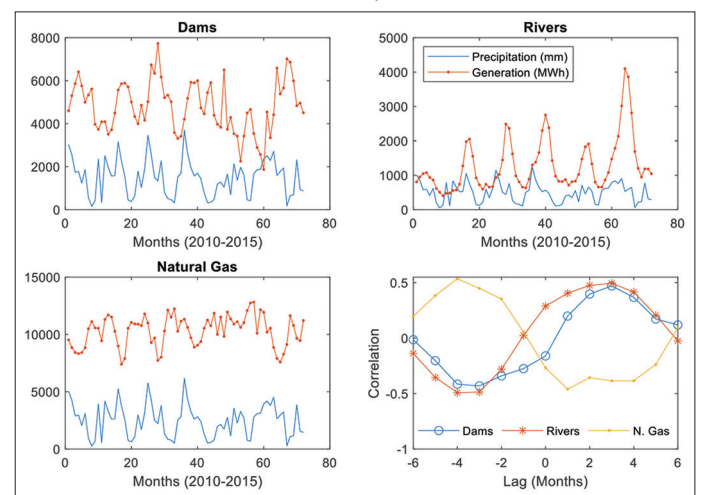 Dams
8000
6000
4000
2000
0
0 20 40 60 80
Months (2010-2015)
Rivers
Precipitation (mm)
Generation (MWh)
5000
4000
3000
2000
1000
0
0 20 40 60 80
Months (2010-2015)
Natural Gas
15000
10000
5000
0
0 20 40 60 80
Months (2010-2015)
Correlation
0.5
0
-0.5
-1
Dams Rivers N. Gas
-6 -4 -2 0 2 4 6
Lag (Months)